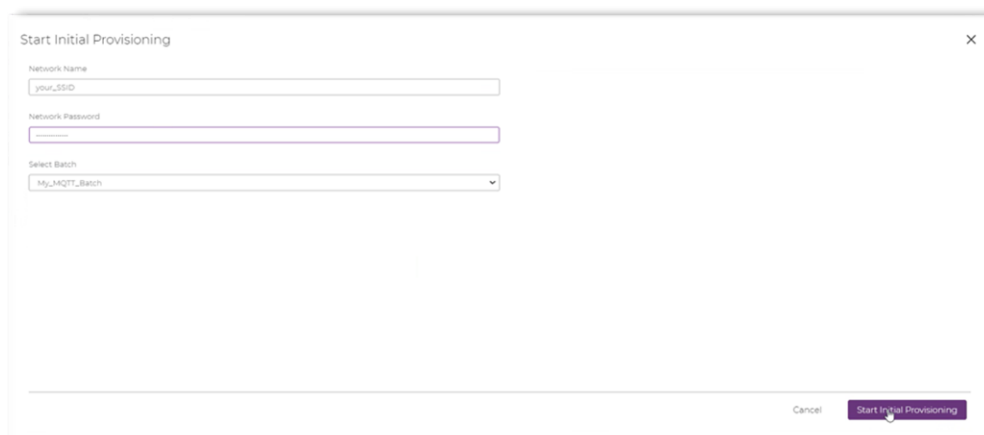 Start Initial Provisioning
Network Name
your_SSID
Network Password
Select Batch
My_MQTT_Batch
Cancel
Start Initial Provisioning